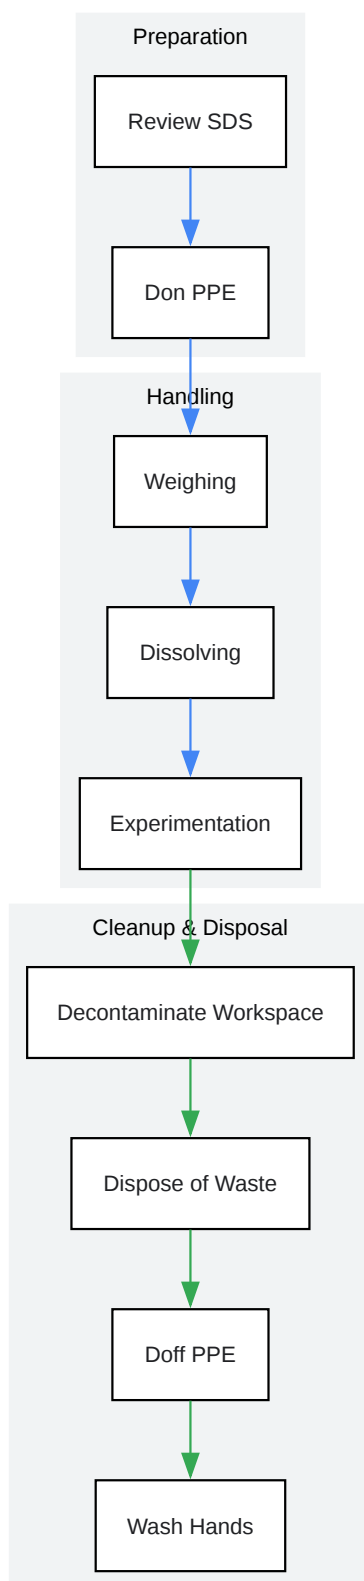 Preparation
Review SDS
Don PPE
Handling
Weighing
Dissolving
Experimentation
Cleanup & Disposal
Decontaminate Workspace
Dispose of Waste
Doff PPE
Wash Hands